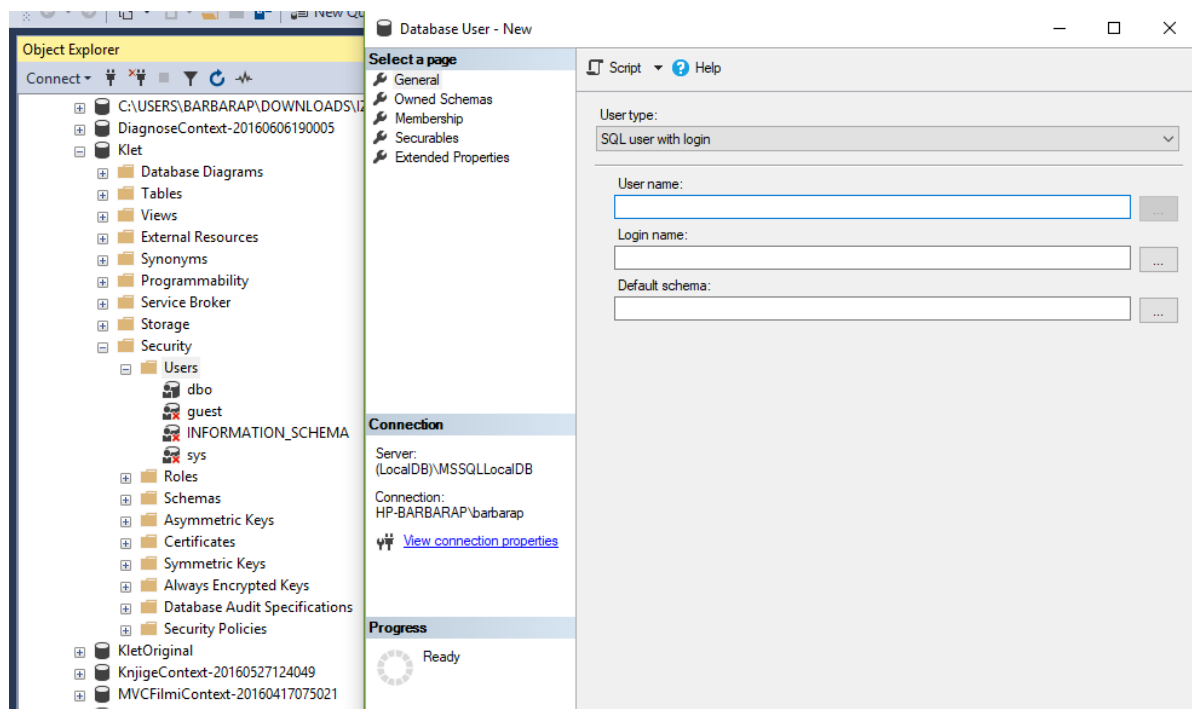 New Qu
Object Explorer
Connect
C:\USERS\BARBARAP\DOWNLOADS\IZ
DiagnoseContext-20160606190005
Klet
Database Diagrams
Tables
Views
External Resources
Synonyms
Programmability
Service Broker
Storage
Security
Users
dbo
guest
INFORMATION_SCHEMA
sys
Roles
Schemas
Asymmetric Keys
Certificates
Symmetric Keys
Always Encrypted Keys
Database Audit Specifications
Security Policies
KletOriginal
KnjigeContext-20160527124049
MVCFilmiContext-20160417075021
Database User - New
Select a page
General
Owned Schemas
Membership
Securables
Extended Properties
Connection
Server:
(LocalDB)\MSSQLLocalDB
Connection:
HP-BARBARAP\barbarap
View connection properties
Progress
Ready
Script
Help
User type:
SQL user with login
User name:
...
Login name:
...
Default schema:
...